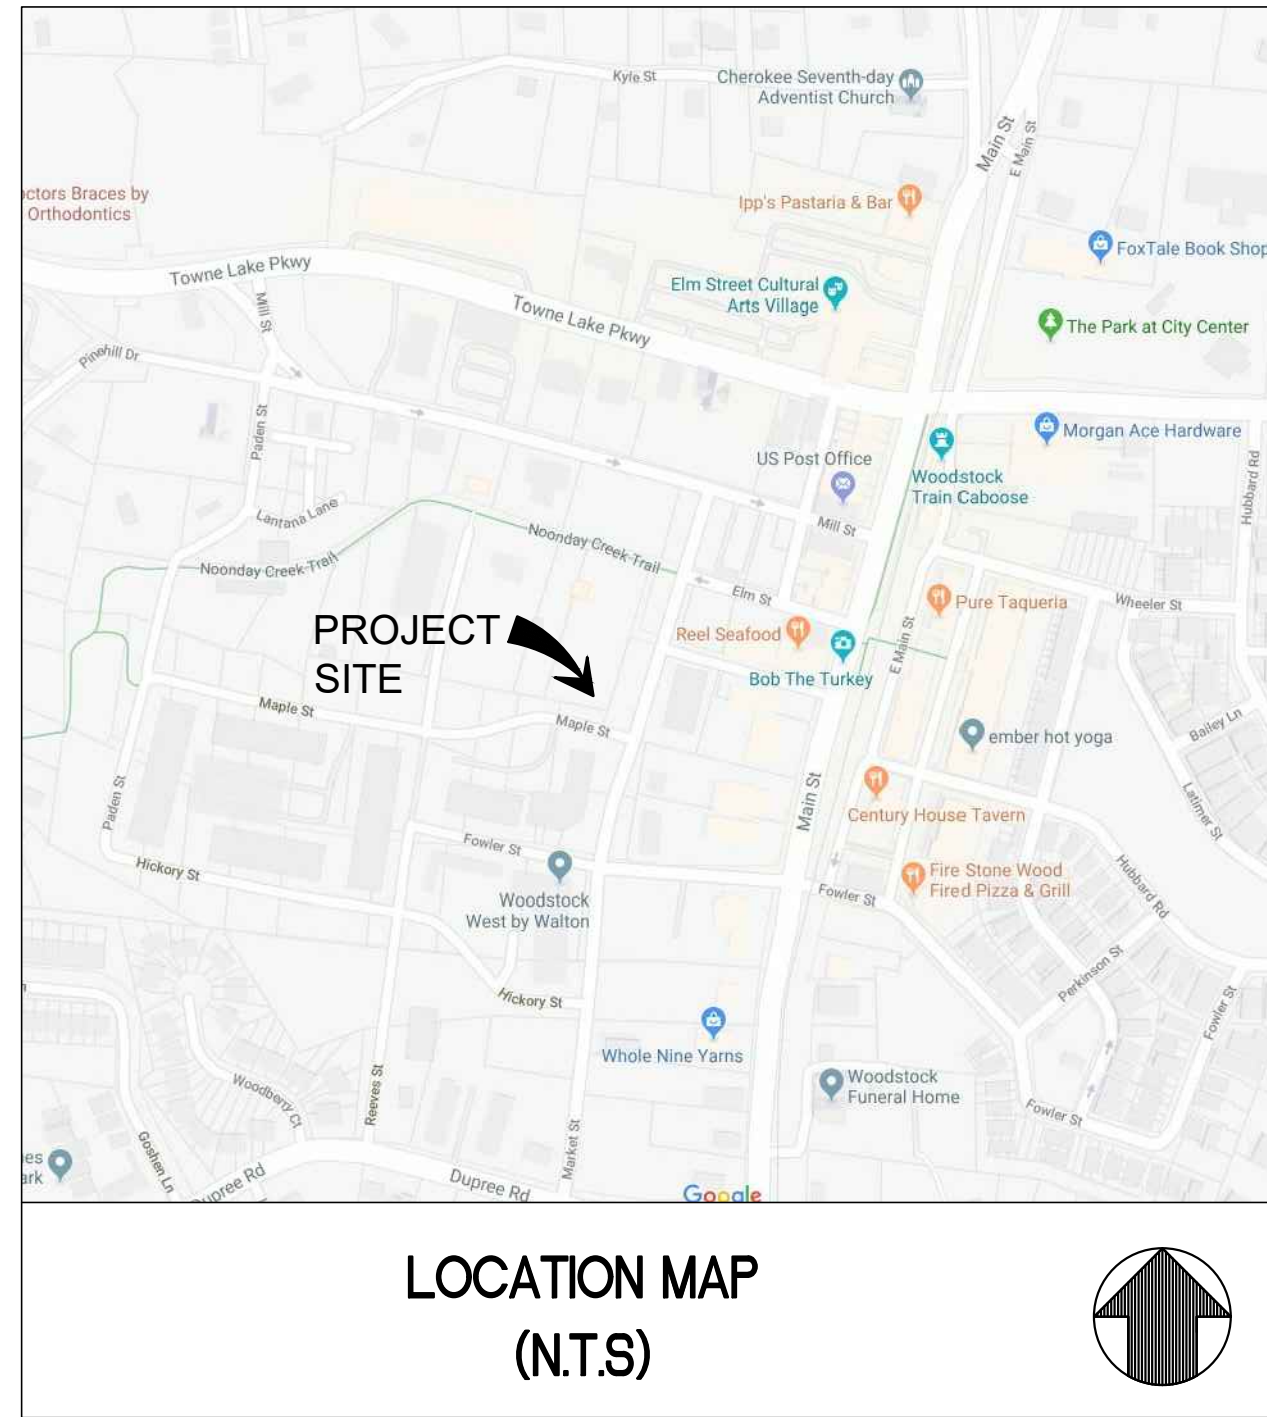 Kyle St
Cherokee Seventh-day
Adventist Church
Main St
E Main St
octors Braces by
Orthodontics
Ipp's Pastaria & Bar
FoxTale Book Shop
Towne Lake Pkwy
Elm Street Cultural
Arts Village
Mill St
Towne Lake Pkwy
The Park at City Center
Pinehill Dr
Paden St
Morgan Ace Hardware
US Post Office
Woodstock
Train Caboose
Hubbard Rd
Lantana Lane
Mill St
Noonday Creek Trail
Noonday Creek Trail
Elm St
Pure Taqueria
Wheeler St
PROJECT
SITE
Reel Seafood
E Main St
Bob The Turkey
Maple St
Maple St
ember hot yoga
Bailey Ln
Paden St
Main St
Century House Tavern
Latimer St
Fowler St
Hickory St
Fire Stone Wood
Fired Pizza & Grill
Hubbard Rd
Woodstock
West by Walton
Fowler St
Perkinson St
Hickory St
Fowler St
Whole Nine Yarns
Woodstock
Funeral Home
Woodberry Ct
Reeves St
Fowler St
Goshen Ln
Market St
es
ark
Dupree Rd
Dupree Rd
Google
LOCATION MAP
(N.T.S)